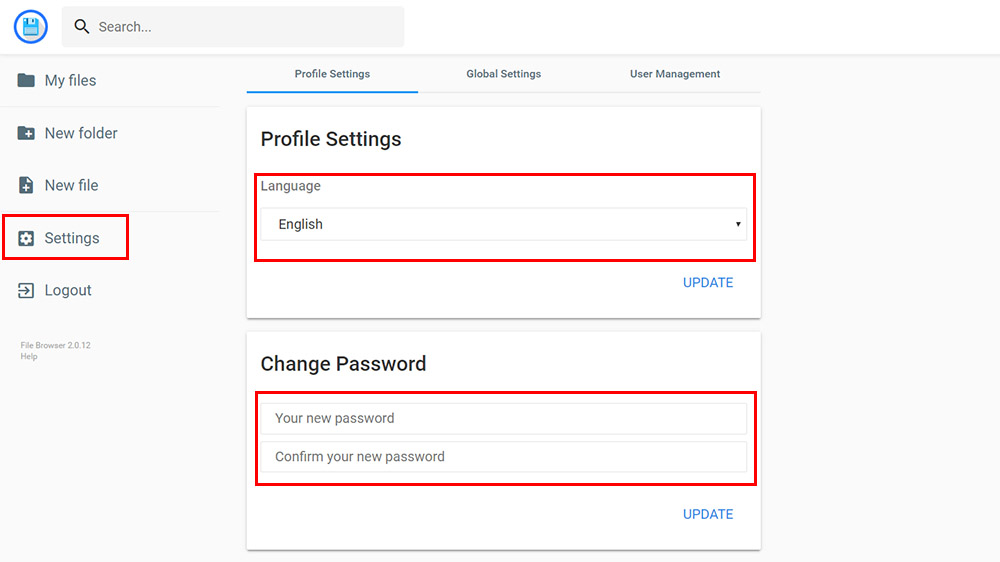 Search...
My files
New folder
New file
Settings
Logout
File Browser 2.0.12
Help
Profile Settings
Global Settings
User Management
Profile Settings
Language
English
UPDATE
Change Password
Your new password
Confirm your new password
UPDATE